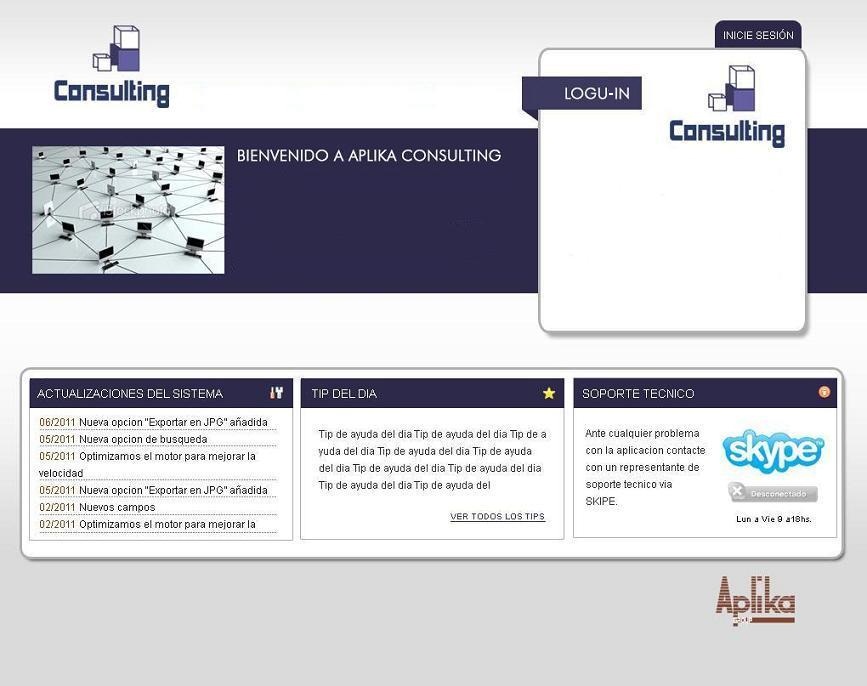 INICIE SESIÓN
Consulting
LOGU-IN
Consulting
BIENVENIDO A APLIKA CONSULTING
iStockphoto
ACTUALIZACIONES DEL SISTEMA
06/2011 Nueva opcion "Exportar en JPG" añadida
05/2011 Nueva opcion de busqueda
05/2011 Optimizamos el motor para mejorar la
velocidad
05/2011 Nueva opcion "Exportar en JPG" añadida
02/2011 Nuevos campos
02/2011 Optimizamos el motor para mejorar la
TIP DEL DIA
Tip de ayuda del dia Tip de ayuda del dia Tip de a
yuda del dia Tip de ayuda del dia Tip de ayuda
del dia Tip de ayuda del dia Tip de ayuda del dia
Tip de ayuda del dia Tip de ayuda del
VER TODOS LOS TIPS
SOPORTE TECNICO
Ante cualquier problema
con la aplicacion contacte
con un representante de
soporte tecnico via
SKIPE.
skype
Desconectado
Lun a Vie 9 a18hs.
Aplika
GROUP